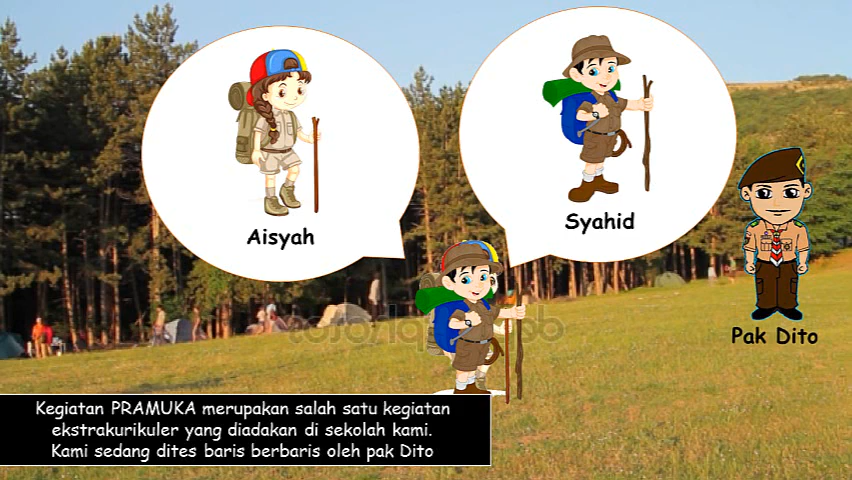 Aisyah
Syahid
Pak Dito
Kegiatan PRAMUKA merupakan salah satu kegiatan
ekstrakurikuler yang diadakan di sekolah kami.
Kami sedang dites baris berbaris oleh pak Dito